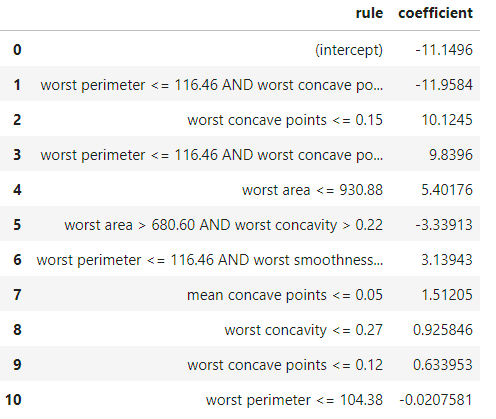 rule coefficient
0 (intercept) -11.1496
1 worst perimeter <= 116.46 AND worst concave po... -11.9584
2 worst concave points <= 0.15 10.1245
3 worst perimeter <= 116.46 AND worst concave po... 9.8396
4 worst area <= 930.88 5.40176
5 worst area > 680.60 AND worst concavity > 0.22 -3.33913
6 worst perimeter <= 116.46 AND worst smoothness... 3.13943
7 mean concave points <= 0.05 1.51205
8 worst concavity <= 0.27 0.925846
9 worst concave points <= 0.12 0.633953
10 worst perimeter <= 104.38 -0.0207581